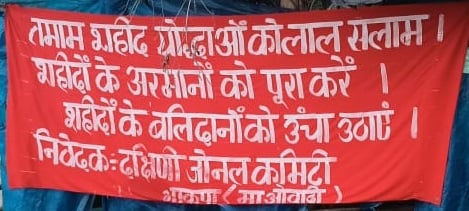 तमाम शहीद योद्धाओं को लाल सलाम ।
शहीदों के अरमानों को पूरा करें ।
शहीदों के बलिदानों को उंचा उठाएं ।
निवेदक:- दक्षिणी जोनल कमिटी
भाकपा (माओवादी)